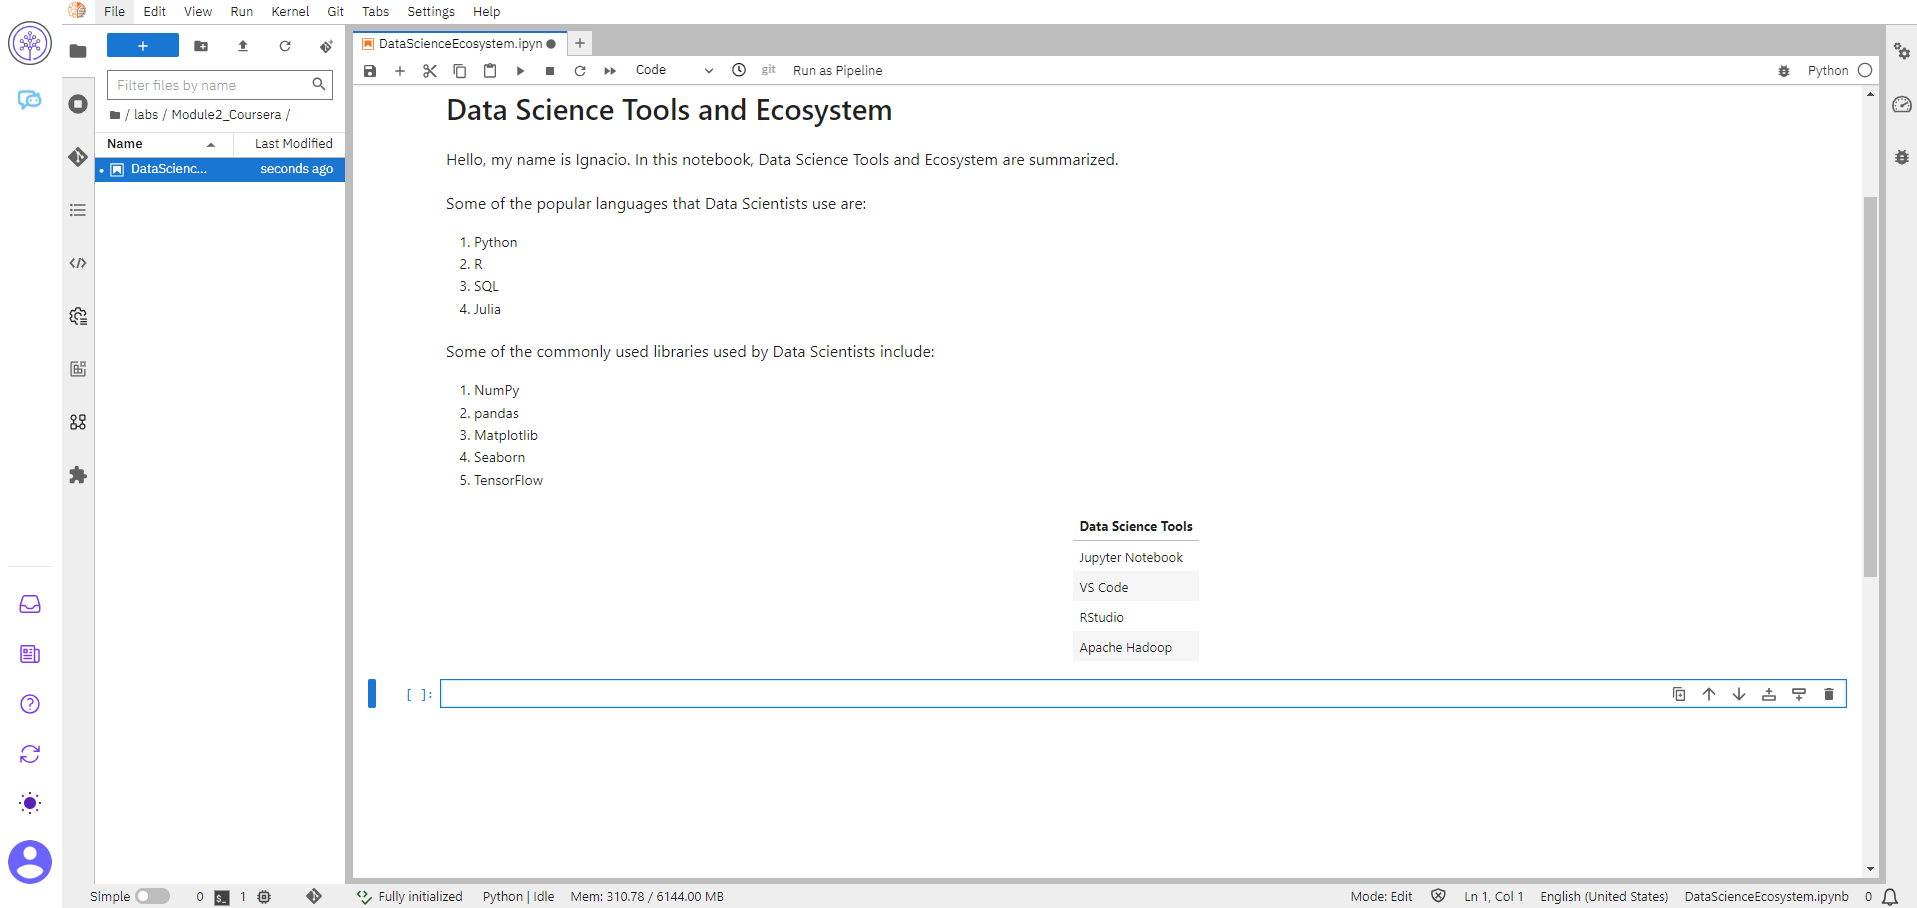 File Edit View Run Kernel Git Tabs Settings Help
+
DataScienceEcosystem.ipyn
+
Filter files by name
Code
git
Run as Pipeline
Python
/ labs / Module2_Coursera /
Name Last Modified
DataScienc... seconds ago
Data Science Tools and Ecosystem
Hello, my name is Ignacio. In this notebook, Data Science Tools and Ecosystem are summarized.
Some of the popular languages that Data Scientists use are:
1. Python
2. R
3. SQL
4. Julia
Some of the commonly used libraries used by Data Scientists include:
1. NumPy
2. pandas
3. Matplotlib
4. Seaborn
5. TensorFlow
Data Science Tools
Jupyter Notebook
VS Code
RStudio
Apache Hadoop
[ ]:
Simple 0 $_ 1 Fully initialized Python | Idle Mem: 310.78 / 6144.00 MB Mode: Edit Ln 1, Col 1 English (United States) DataScienceEcosystem.ipynb 0